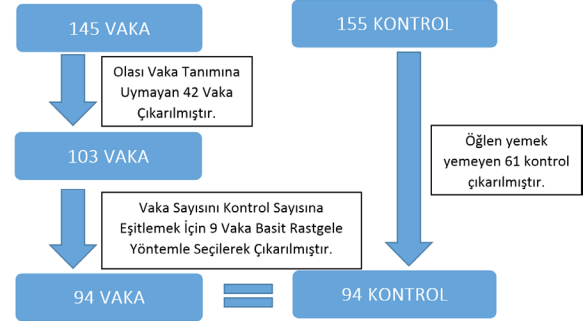 145 VAKA
155 KONTROL
Olası Vaka Tanımına
Uymayan 42 Vaka
Çıkarılmıştır.
103 VAKA
Öğlen yemek
yemeyen 61 kontrol
çıkarılmıştır.
Vaka Sayısını Kontrol Sayısına
Eşitlemek İçin 9 Vaka Basit Rastgele
Yöntemle Seçilerek Çıkarılmıştır.
94 VAKA
94 KONTROL